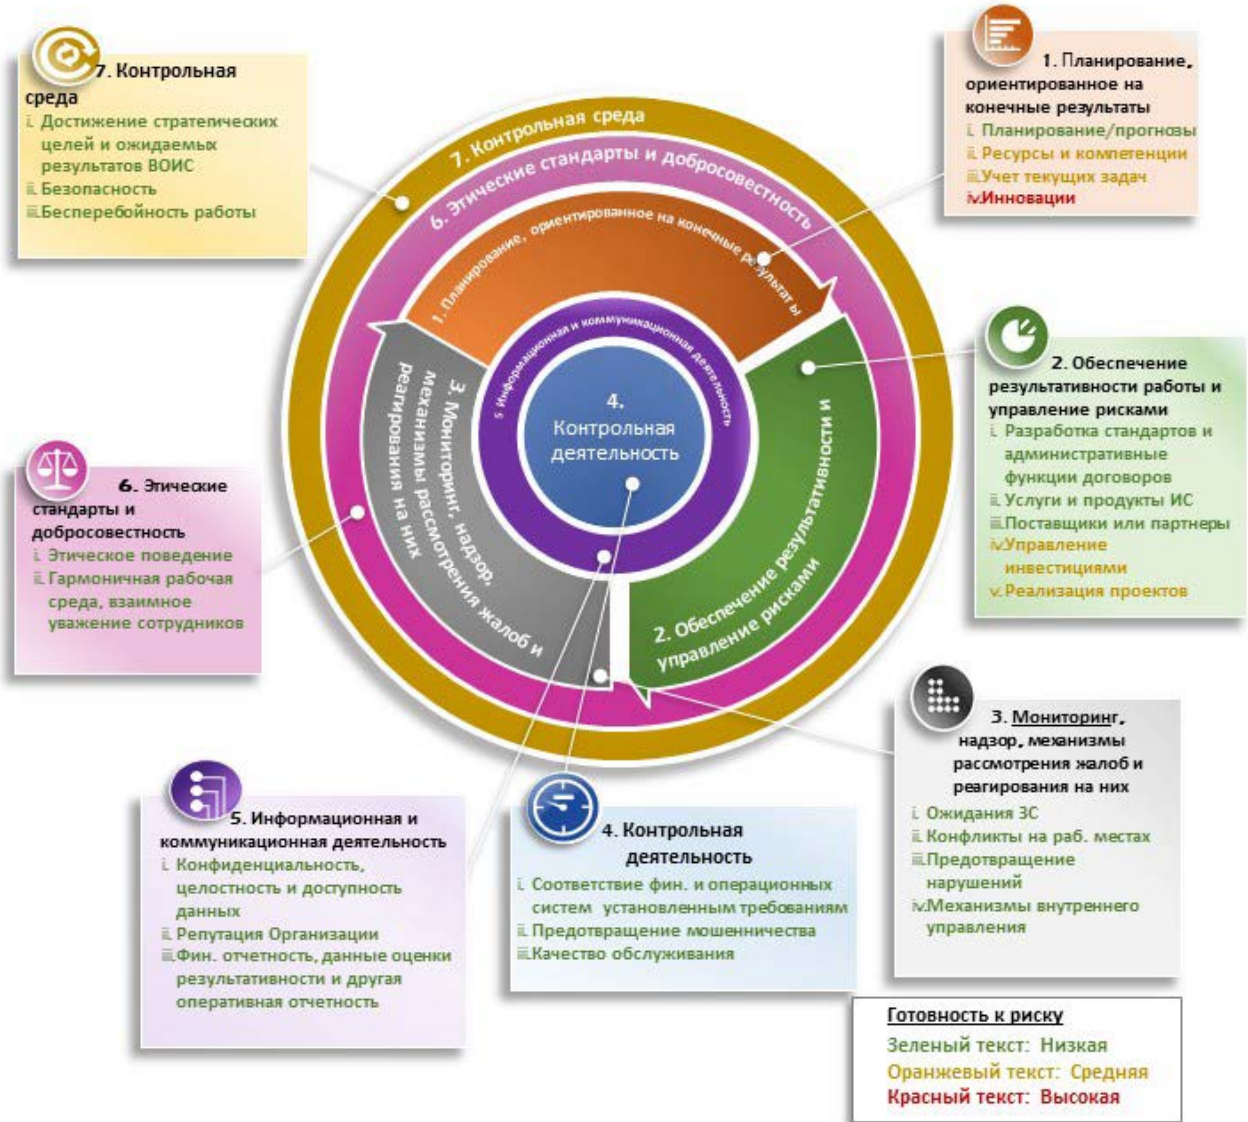 7. Контрольная
среда
i. Достижение стратегических
целей и ожидаемых
результатов ВОИС
ii. Безопасность
iii. Бесперебойность работы
1. Планирование,
ориентированное на
конечные результаты
i. Планирование/прогнозы
ii. Ресурсы и компетенции
iii. Учет текущих задач
iv. Инновации
7. Контрольная среда
6. Этические стандарты и добросовестность
1. Планирование, ориентированное на конечные результаты
5 Информационная и коммуникационная деятельность
4.
Контрольная
деятельность
3. Мониторинг, надзор,
механизмы рассмотрения жалоб и
реагирования на них
2. Обеспечение результативности и
управление рисками
2. Обеспечение
результативности работы и
управление рисками
i. Разработка стандартов и
административные
функции договоров
ii. Услуги и продукты ИС
iii. Поставщики или партнеры
iv. Управление
инвестициями
v. Реализация проектов
6. Этические
стандарты и
добросовестность
i. Этическое поведение
ii. Гармоничная рабочая
среда, взаимное
уважение сотрудников
3. Мониторинг,
надзор, механизмы
рассмотрения жалоб и
реагирования на них
i. Ожидания ЗС
ii. Конфликты на раб. местах
iii. Предотвращение
нарушений
iv. Механизмы внутреннего
управления
5. Информационная и
коммуникационная деятельность
i. Конфиденциальность,
целостность и доступность
данных
ii. Репутация Организации
iii. Фин. отчетность, данные оценки
результативности и другая
оперативная отчетность
4. Контрольная
деятельность
i. Соответствие фин. и операционных
систем установленным требованиям
ii. Предотвращение мошенничества
iii. Качество обслуживания
Готовность к риску
Зеленый текст: Низкая
Оранжевый текст: Средняя
Красный текст: Высокая